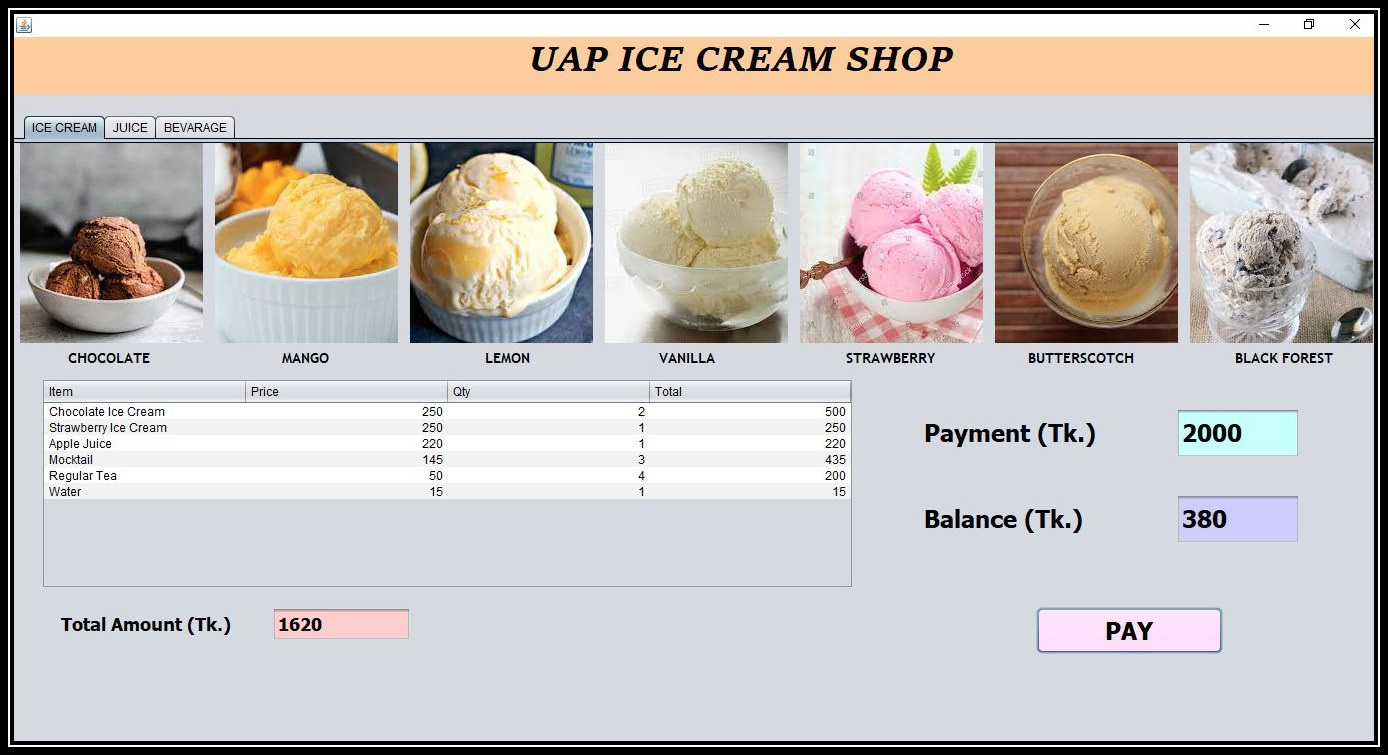 UAP ICE CREAM SHOP
ICE CREAM JUICE BEVARAGE
CHOCOLATE MANGO LEMON VANILLA STRAWBERRY BUTTERSCOTCH BLACK FOREST
Item Price Qty Total
Chocolate Ice Cream 250 2 500
Strawberry Ice Cream 250 1 250
Apple Juice 220 1 220
Mocktail 145 3 435
Regular Tea 50 4 200
Water 15 1 15
Payment (Tk.) 2000
Balance (Tk.) 380
Total Amount (Tk.) 1620
PAY